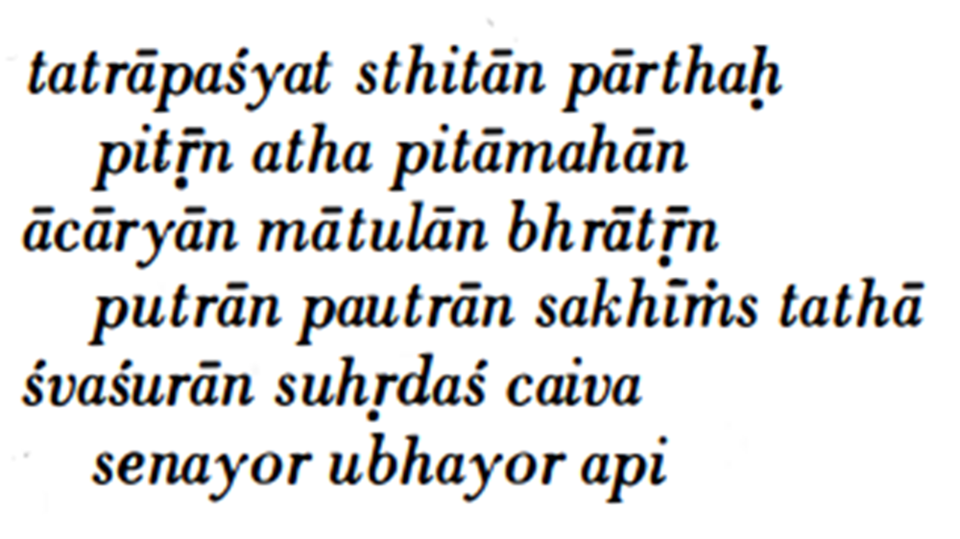 tatrāpaśyat sthitān pārthaḥ
pitṝn atha pitāmahān
ācāryān mātulān bhrātṝn
putrān pautrān sakhīṁs tathā
śvaśurān suhṛdaś caiva
senayor ubhayor api